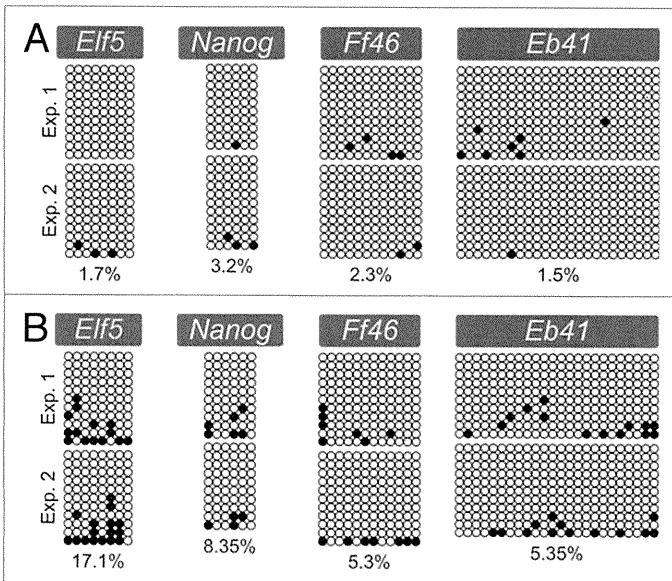 A
Elf5 Nanog Ff46 Eb41
Exp. 1
Exp. 2
1.7% 3.2% 2.3% 1.5%
B
Elf5 Nanog Ff46 Eb41
Exp. 1
Exp. 2
17.1% 8.35% 5.3% 5.35%